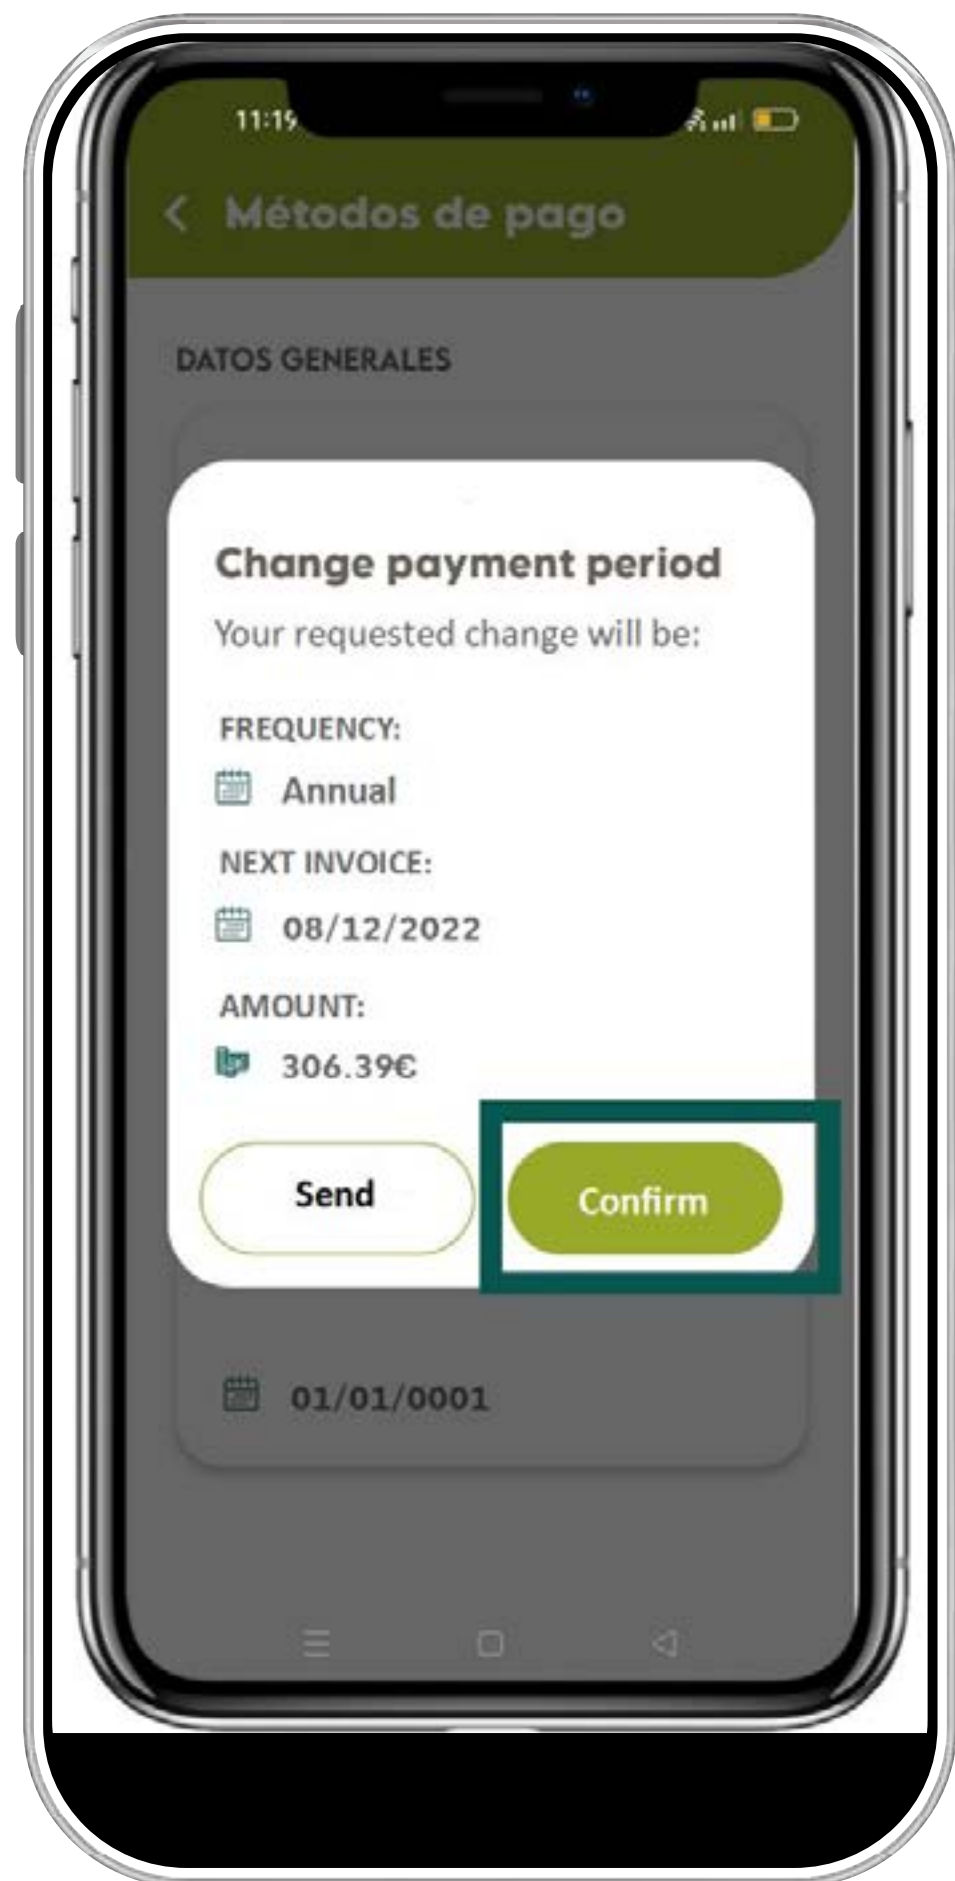 11:19
Métodos de pago
DATOS GENERALES
Change payment period
Your requested change will be:
FREQUENCY:
Annual
NEXT INVOICE:
08/12/2022
AMOUNT:
306.39€
Send
Confirm
01/01/0001